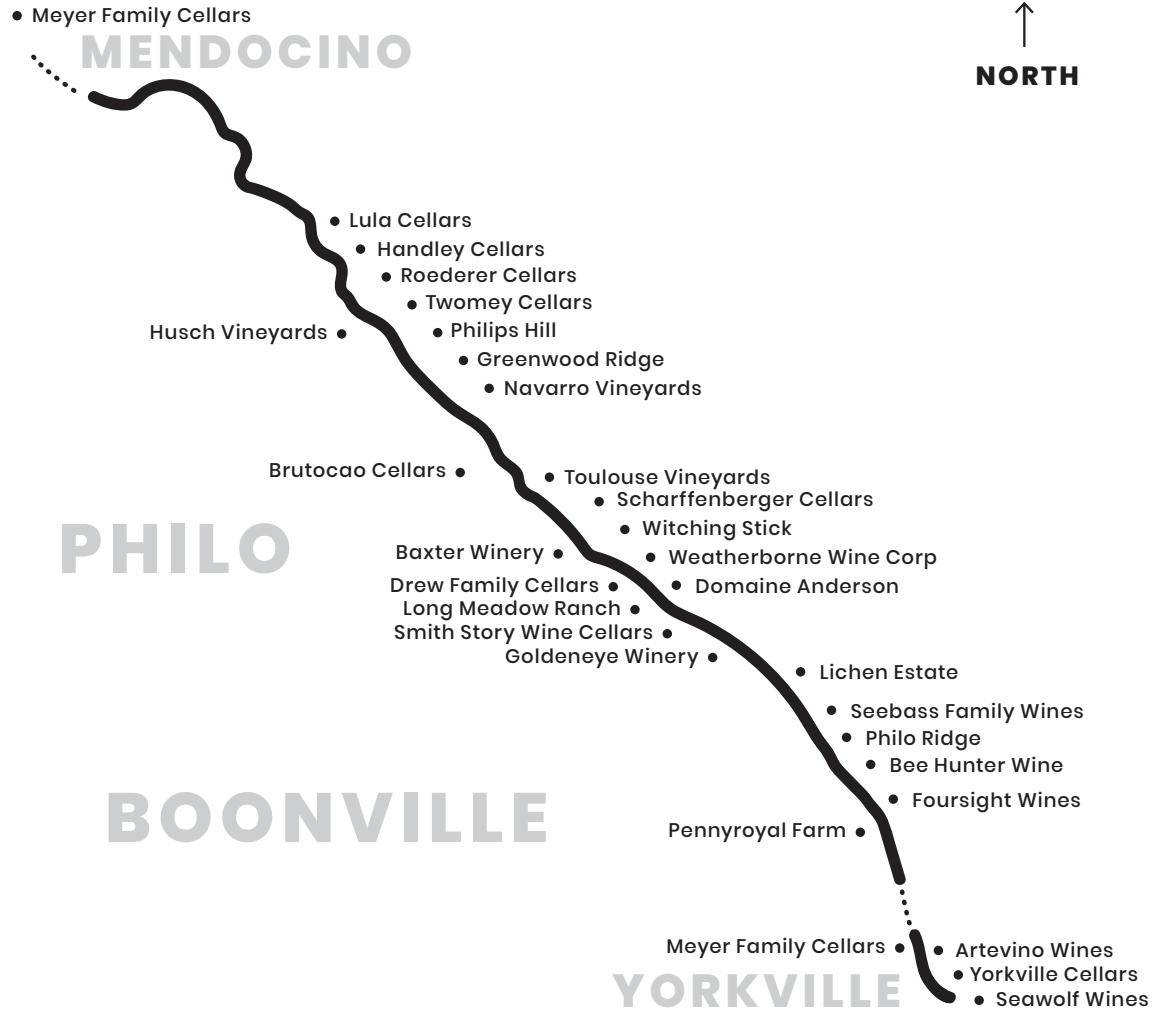 Meyer Family Cellars
MENDOCINO
NORTH
Lula Cellars
Handley Cellars
Roederer Cellars
Twomey Cellars
Philips Hill
Husch Vineyards
Greenwood Ridge
Navarro Vineyards
Brutocao Cellars
Toulouse Vineyards
Scharffenberger Cellars
Witching Stick
PHILO
Baxter Winery
Weatherborne Wine Corp
Drew Family Cellars
Domaine Anderson
Long Meadow Ranch
Smith Story Wine Cellars
Goldeneye Winery
Lichen Estate
Seebass Family Wines
Philo Ridge
Bee Hunter Wine
Foursight Wines
BOONVILLE
Pennyroyal Farm
Meyer Family Cellars
Artevino Wines
Yorkville Cellars
YORKVILLE
Seawolf Wines